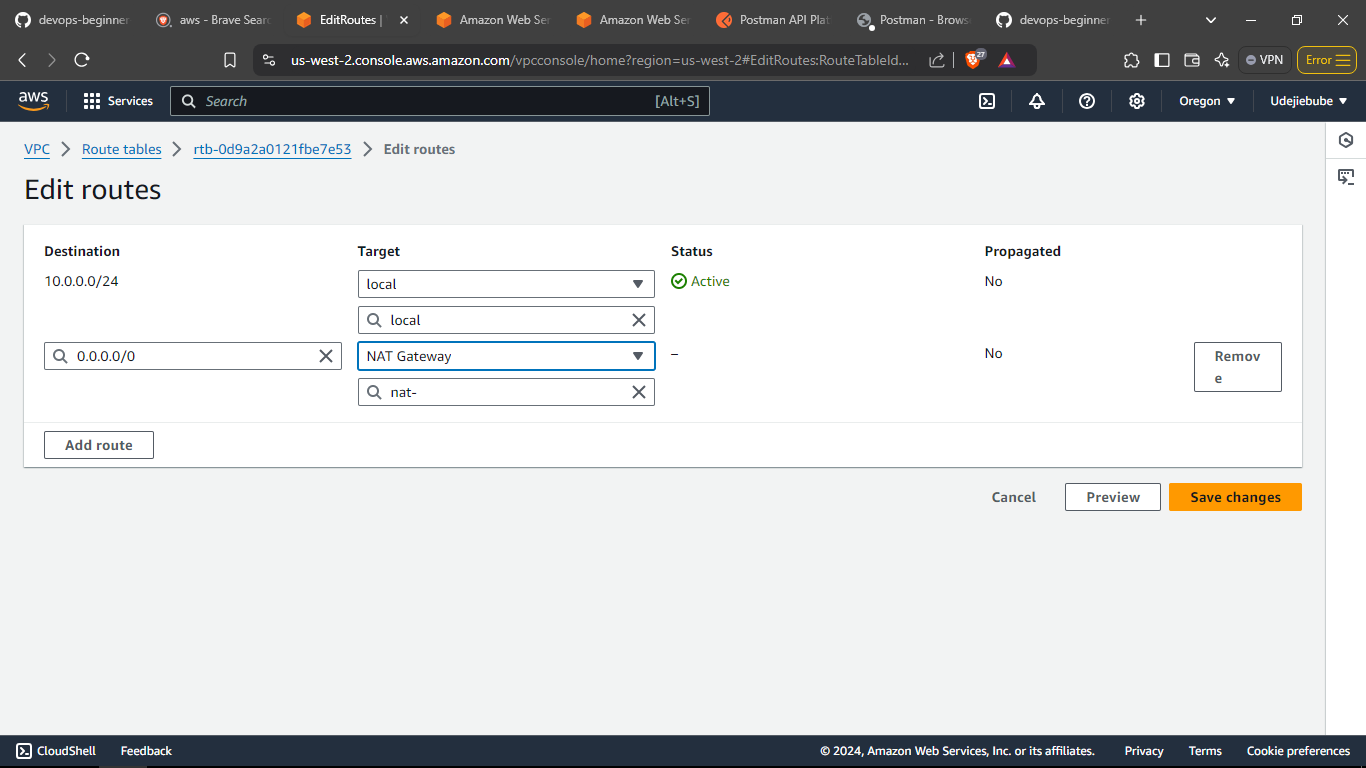 devops-beginner
aws - Brave Sear
EditRoutes |
Amazon Web Se
Amazon Web Se
Postman API Plat
Postman - Brows
devops-beginner
us-west-2.console.aws.amazon.com/vpcconsole/home?region=us-west-2#EditRoutes:RouteTableId...
27
VPN
Error
aws
Services
Search
[Alt+S]
Oregon
Udejiebube
VPC
Route tables
rtb-0d9a2a0121fbe7e53
Edit routes
Edit routes
Destination
Target
Status
Propagated
10.0.0.0/24
local
Active
No
local
0.0.0.0/0
NAT Gateway
–
No
Remov
e
nat-
Add route
Cancel
Preview
Save changes
CloudShell
Feedback
© 2024, Amazon Web Services, Inc. or its affiliates.
Privacy
Terms
Cookie preferences